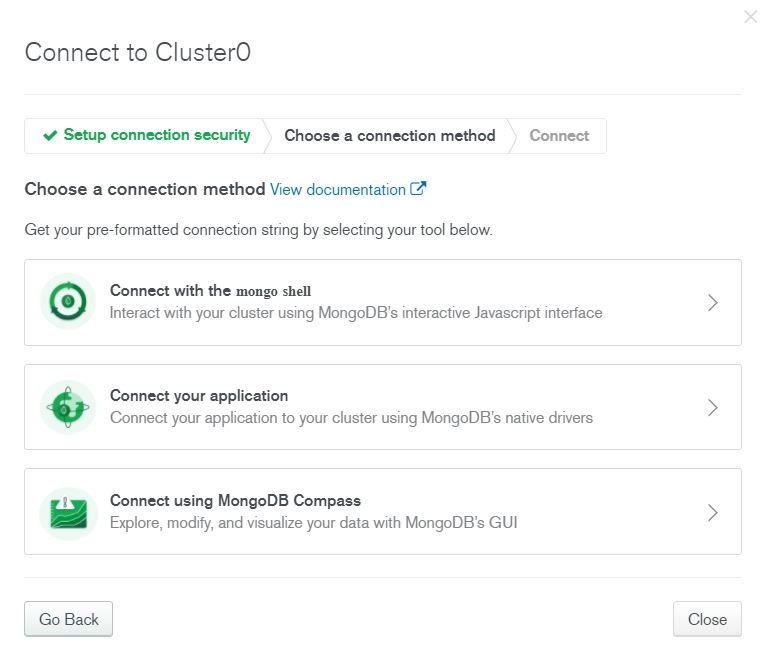 Connect to Cluster0
Setup connection security
Choose a connection method
Connect
Choose a connection method View documentation
Get your pre-formatted connection string by selecting your tool below.
Connect with the mongo shell
Interact with your cluster using MongoDB's interactive Javascript interface
Connect your application
Connect your application to your cluster using MongoDB's native drivers
Connect using MongoDB Compass
Explore, modify, and visualize your data with MongoDB's GUI
Go Back
Close